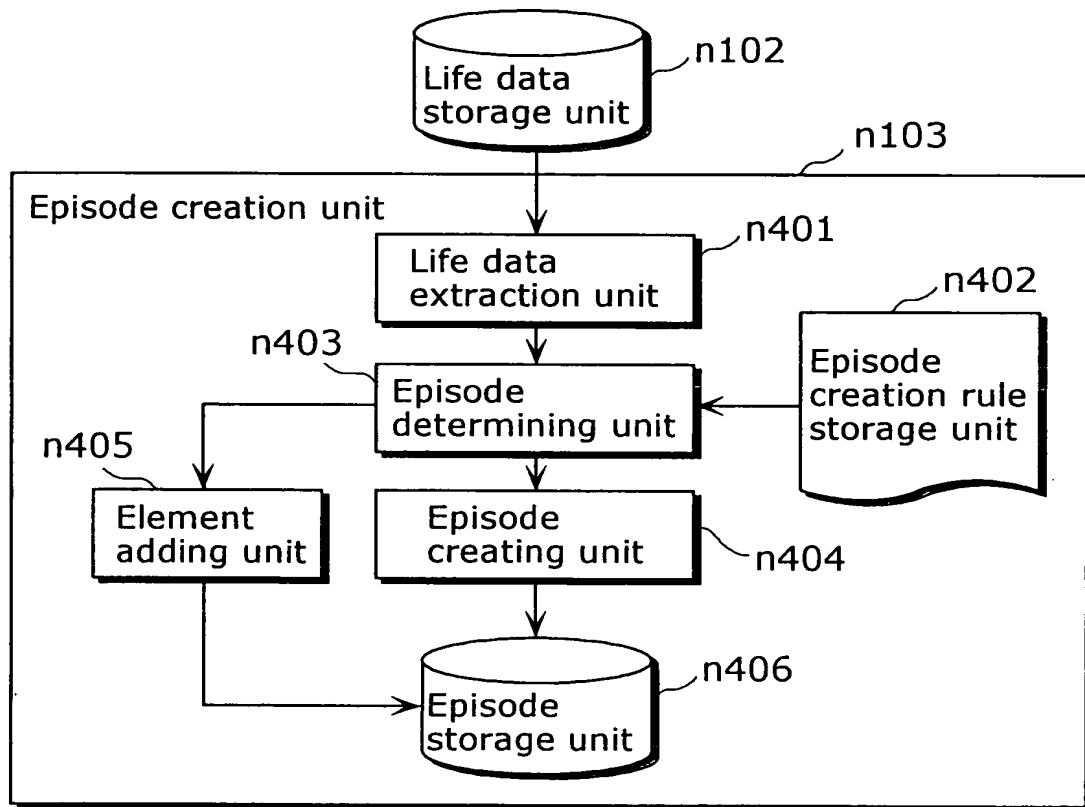 Life data
storage unit
n102
n103
Episode creation unit
n401
Life data
extraction unit
n402
n403
Episode
determining unit
Episode
creation rule
storage unit
n405
Element
adding unit
Episode
creating unit
n404
n406
Episode
storage unit